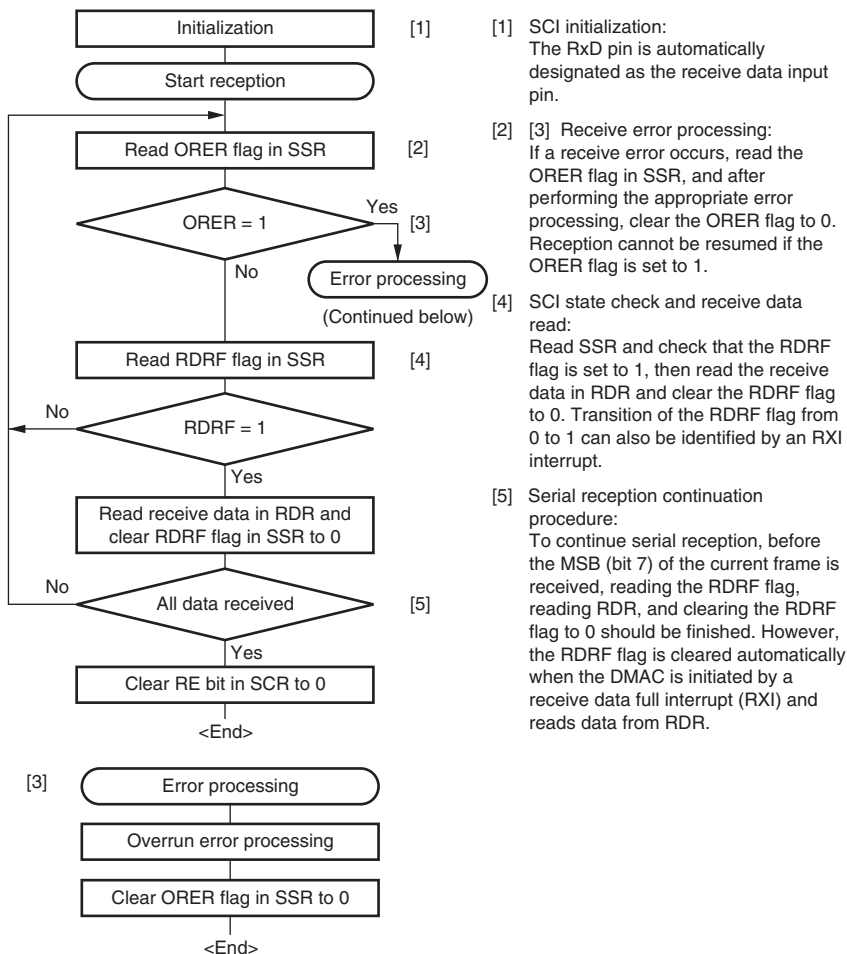 Initialization
[1]
Start reception
Read ORER flag in SSR
[2]
ORER = 1
Yes
[3]
No
Error processing
(Continued below)
Read RDRF flag in SSR
[4]
No
RDRF = 1
Yes
Read receive data in RDR and
clear RDRF flag in SSR to 0
No
All data received
[5]
Yes
Clear RE bit in SCR to 0
<End>
[3]
Error processing
Overrun error processing
Clear ORER flag in SSR to 0
<End>
[1] SCI initialization:
The RxD pin is automatically
designated as the receive data input
pin.
[2] [3] Receive error processing:
If a receive error occurs, read the
ORER flag in SSR, and after
performing the appropriate error
processing, clear the ORER flag to 0.
Reception cannot be resumed if the
ORER flag is set to 1.
[4] SCI state check and receive data
read:
Read SSR and check that the RDRF
flag is set to 1, then read the receive
data in RDR and clear the RDRF flag
to 0. Transition of the RDRF flag from
0 to 1 can also be identified by an RXI
interrupt.
[5] Serial reception continuation
procedure:
To continue serial reception, before
the MSB (bit 7) of the current frame is
received, reading the RDRF flag,
reading RDR, and clearing the RDRF
flag to 0 should be finished. However,
the RDRF flag is cleared automatically
when the DMAC is initiated by a
receive data full interrupt (RXI) and
reads data from RDR.